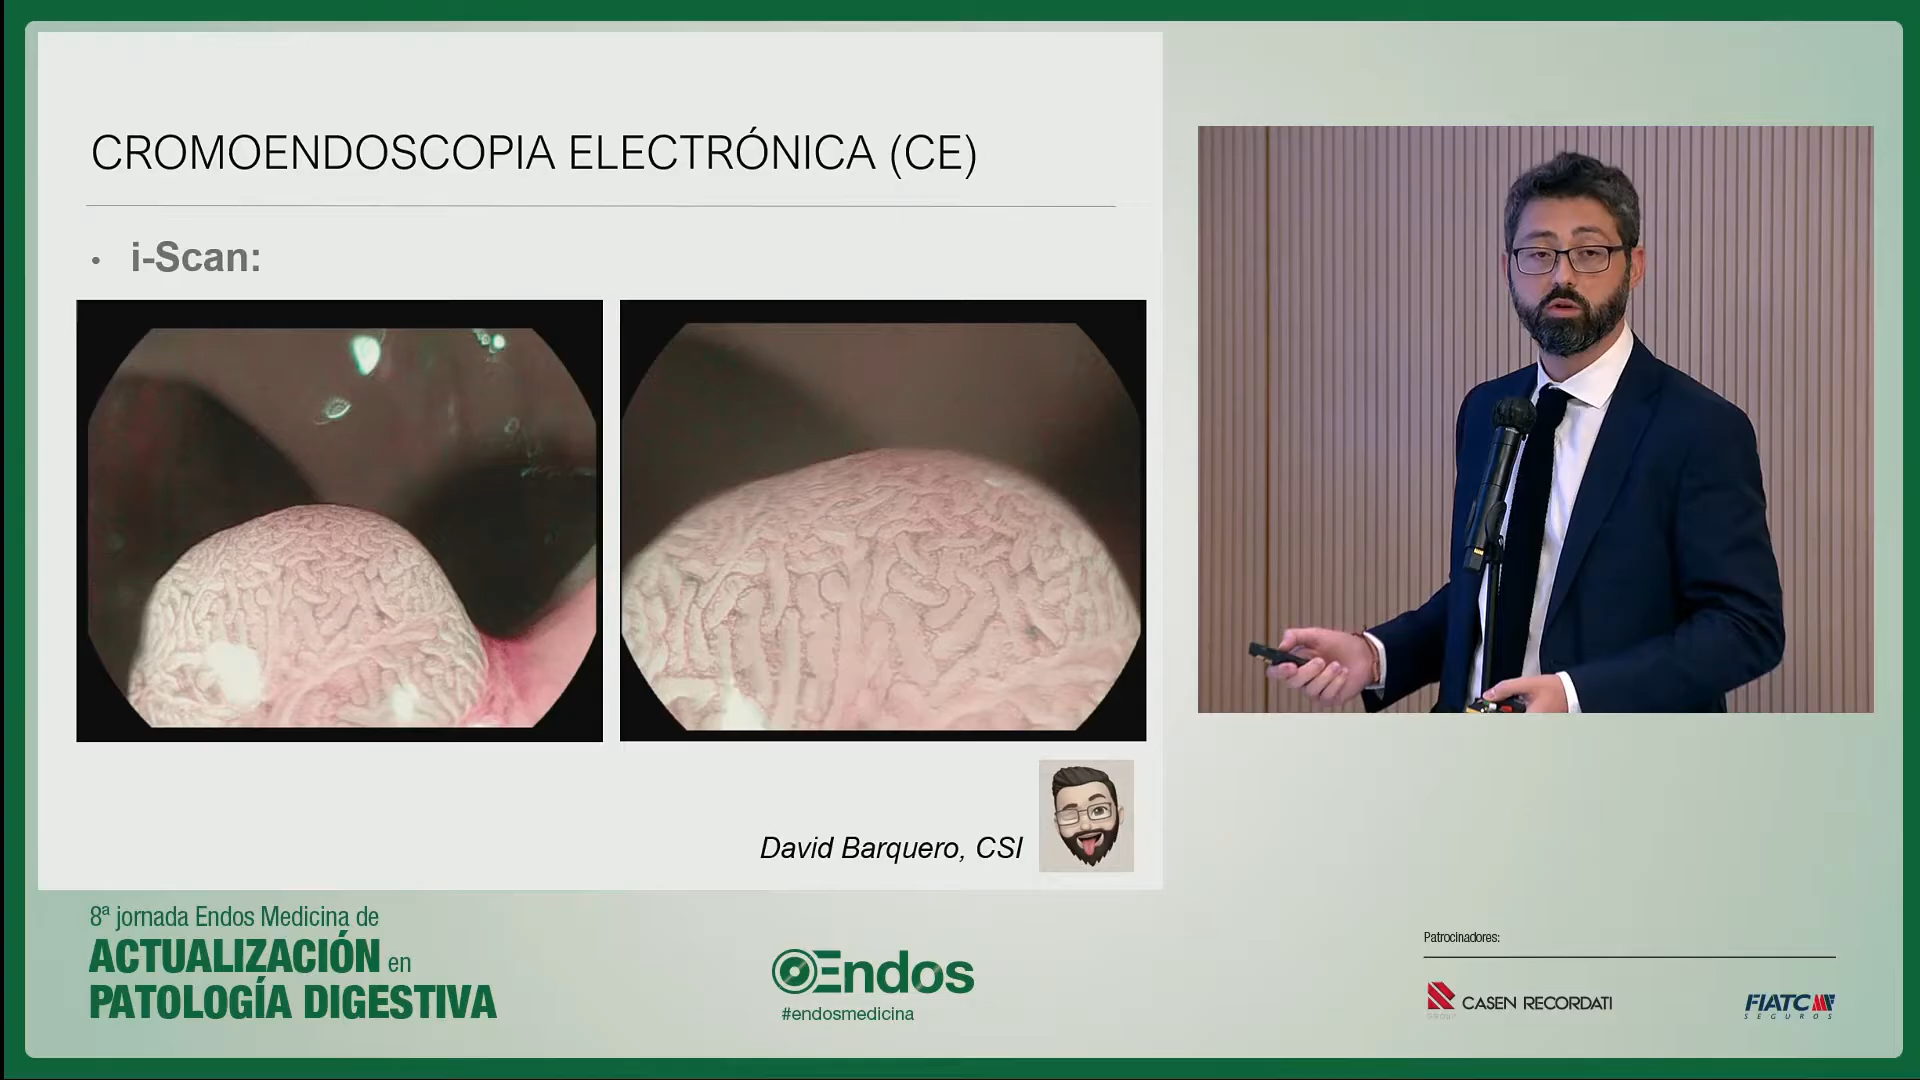 CROMOENDOSCOPIA ELECTRÓNICA (CE)
• i-Scan:
David Barquero, CSI
8ª jornada Endos Medicina de
ACTUALIZACIÓN en
PATOLOGÍA DIGESTIVA
Endos
#endosmedicina
Patrocinadores:
GROUP
CASEN RECORDATI
FIATC
SEGUROS